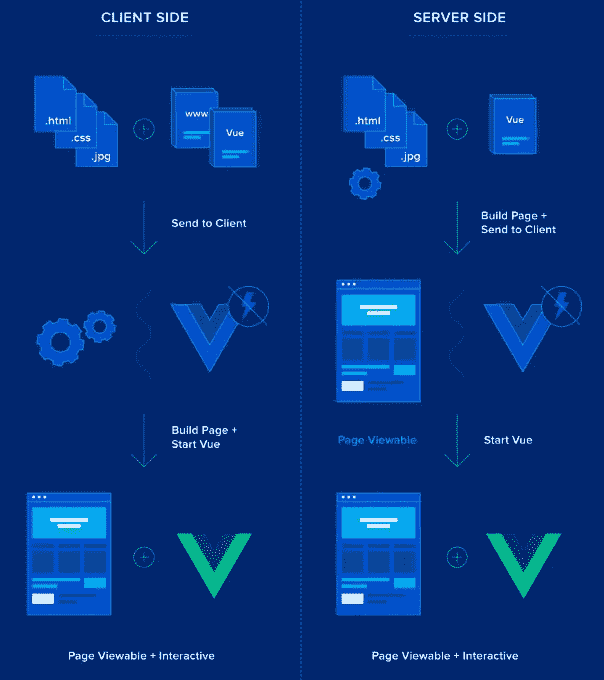 CLIENT SIDE
.html
.css
.jpg
www
Vue
Send to Client
Build Page +
Start Vue
Page Viewable + Interactive
SERVER SIDE
.html
.css
.jpg
Vue
Build Page +
Send to Client
Page Viewable
Start Vue
Page Viewable + Interactive